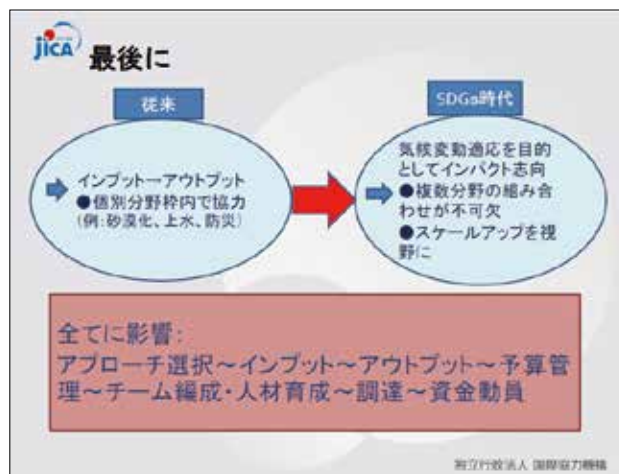 jICA 最後に
従来
インプット→アウトプット
●個別分野枠内で協力
(例:砂漠化、上水、防災)
SDGs時代
気候変動適応を目的
としてインパクト志向
●複数分野の組み合
わせが不可欠
●スケールアップを視
野に
全てに影響:
アプローチ選択~インプット~アウトプット~予算管
理~チーム編成・人材育成~調達~資金動員
独立行政法人 国際協力機構